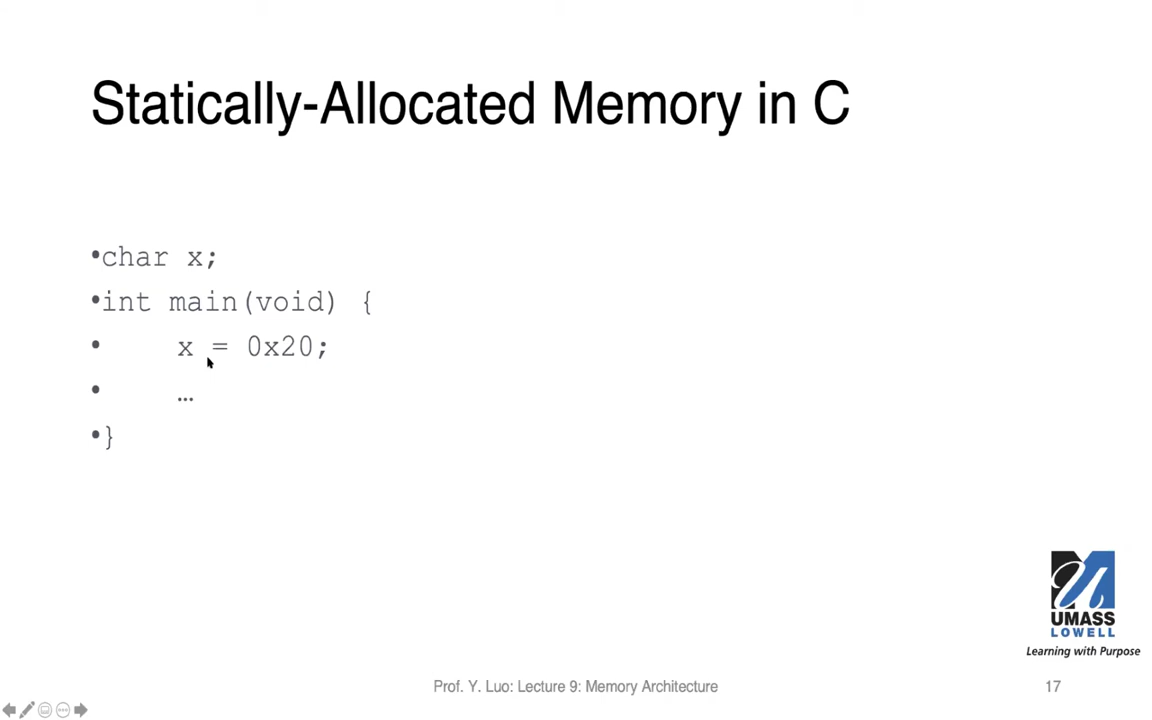 Statically-Allocated Memory in C
•char x;
•int main(void) {
•    x = 0x20;
•    …
•}
UMASS
LOWELL
Learning with Purpose
Prof. Y. Luo: Lecture 9: Memory Architecture
17